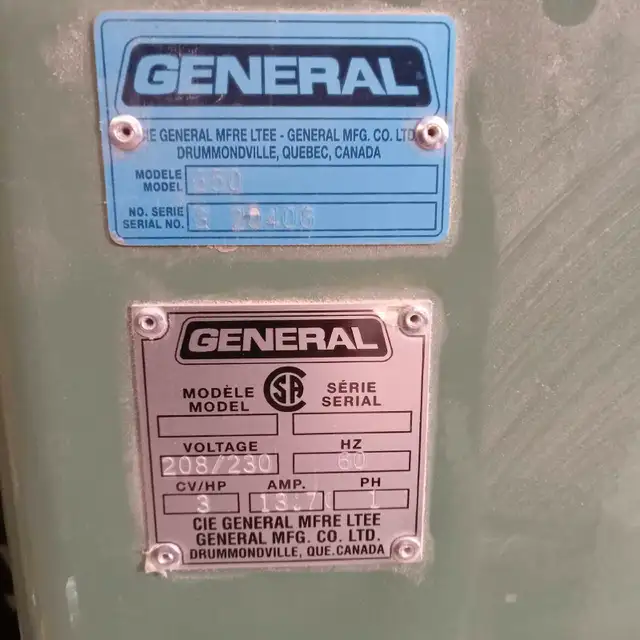 GENERAL
CIE GENERAL MFRE LTEE - GENERAL MFG. CO. LTD.
DRUMMONDVILLE, QUEBEC, CANADA
MODELE
MODEL
NO. SERIE
SERIAL NO.
GENERAL
MODÈLE CSA SÉRIE
MODEL SERIAL
VOLTAGE HZ
208/230 60
CV/HP AMP. PH
3 13.7 1
CIE GENERAL MFRE LTEE
GENERAL MFG. CO. LTD.
DRUMMONDVILLE, QUE.CANADA